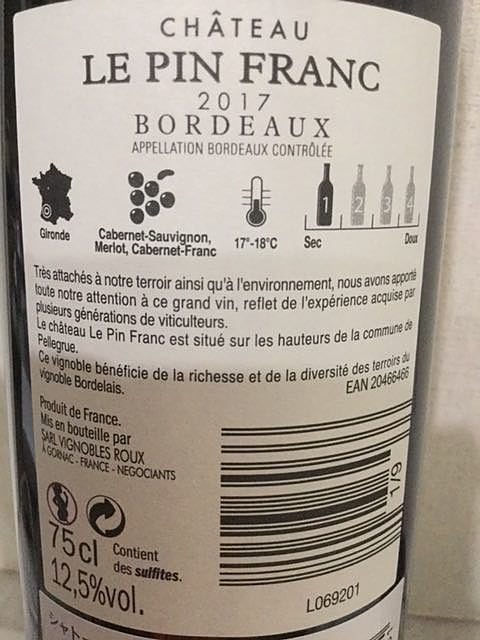 CHÂTEAU
LE PIN FRANC
2017
BORDEAUX
APPELLATION BORDEAUX CONTRÔLÉE
1 2 3 4
Gironde
Cabernet-Sauvignon,
Merlot, Cabernet-Franc
17°-18°C
Sec
Doux
Très attachés à notre terroir ainsi qu'à l'environnement, nous avons apporté
toute notre attention à ce grand vin, reflet de l'expérience acquise par
plusieurs générations de viticulteurs.
Le château Le Pin Franc est situé sur les hauteurs de la commune de
Pellegrue.
Ce vignoble bénéficie de la richesse et de la diversité des terroirs du
vignoble Bordelais.
EAN 20466466
Produit de France.
Mis en bouteille par
SARL VIGNOBLES ROUX
À GORNAC - FRANCE - NEGOCIANTS
1/9
75cl
Contient
des sulfites.
12,5%vol.
L069201
シャトー